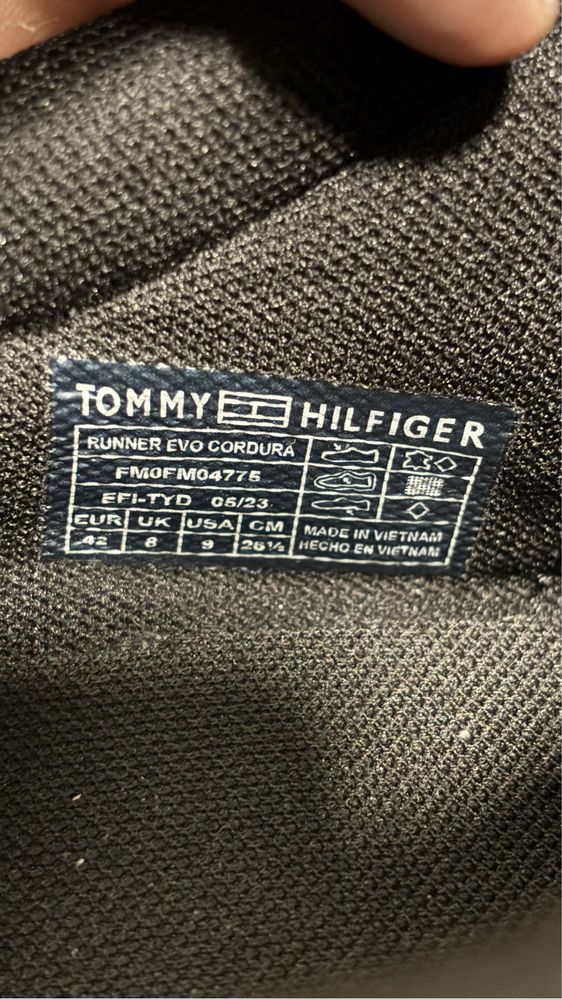 TOMMY HILFIGER
RUNNER EVO CORDURA
FM0FM04775
EFI-TYD 05/23
EUR UK USA CM
42 8 9 26½
MADE IN VIETNAM
HECHO EN VIETNAM